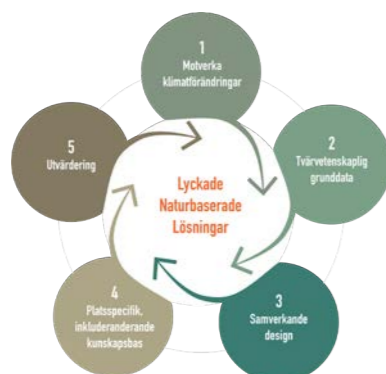 1
Motverka
klimatförändringar
2
Tvärvetenskaplig
grunddata
3
Samverkande
design
4
Platsspecifik,
inkluderanderande
kunskapsbas
5
Utvärdering
Lyckade
Naturbaserade
Lösningar